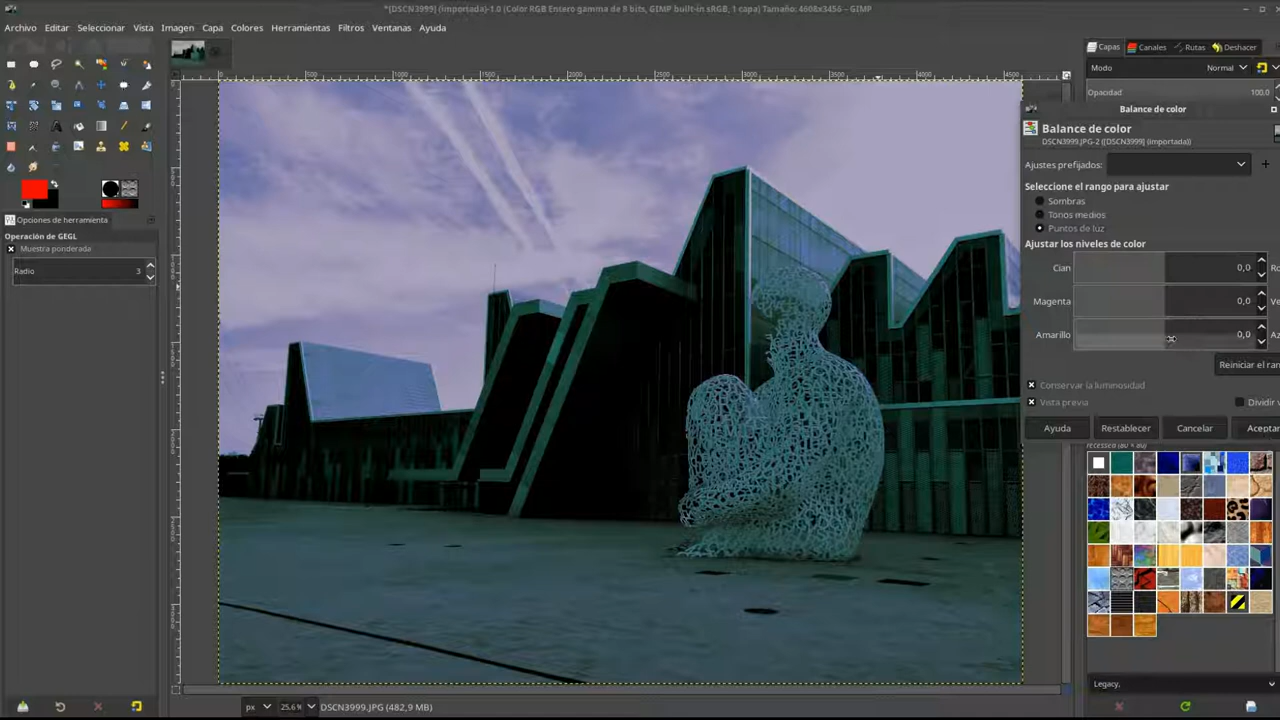 *[DSCN3999] (importada)-1.0 (Color RGB Entero gamma de 8 bits, GIMP built-in sRGB, 1 capa) Tamaño: 4608x3456 – GIMP
Archivo Editar Seleccionar Vista Imagen Capa Colores Herramientas Filtros Ventanas Ayuda
Capas Canales Rutas Deshacer
Modo Normal
Opacidad 100.0
Balance de color
Balance de color
DSCN3999.JPG-2 ([DSCN3999] (importada))
Ajustes prefijados:
Seleccione el rango para ajustar
Sombras
Tonos medios
Puntos de luz
Ajustar los niveles de color
Cian 0,0
Magenta 0,0
Amarillo 0,0
Reiniciar el ran
Conservar la luminosidad
Vista previa Dividir v
Ayuda Restablecer Cancelar Aceptar
Opciones de herramienta
Operación de GEGL
Muestra ponderada
Radio 3
Legacy,
px 25.6 DSCN3999.JPG (482,9 MB)